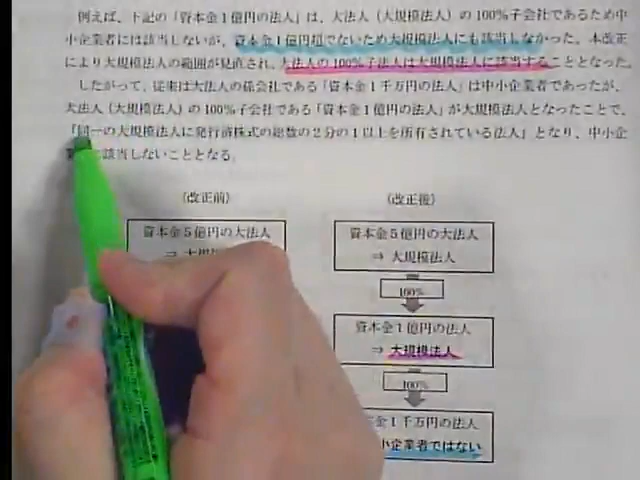 例えば、下記の「資本金１億円の法人」は、大法人（大規模法人）の100％子会社であるため中
小企業者には該当しないが、資本金１億円超でないため大規模法人にも該当しなかった。本改正
により大規模法人の範囲が見直され、大法人の100％子法人は大規模法人に該当することとなった。
したがって、従来は大法人の孫会社である「資本金１千万円の法人」は中小企業者であったが、
大法人（大規模法人）の100％子会社である「資本金１億円の法人」が大規模法人となったことで、
「同一の大規模法人に発行済株式の総数の２分の１以上を所有されている法人」となり、中小企
に該当しないこととなる。
（改正前）
（改正後）
資本金５億円の大法人
⇒ 大規
資本金５億円の大法人
⇒ 大規模法人
100%
資本金１億円の法人
⇒ 大規模法人
100%
金１千万円の法人
小企業者ではない